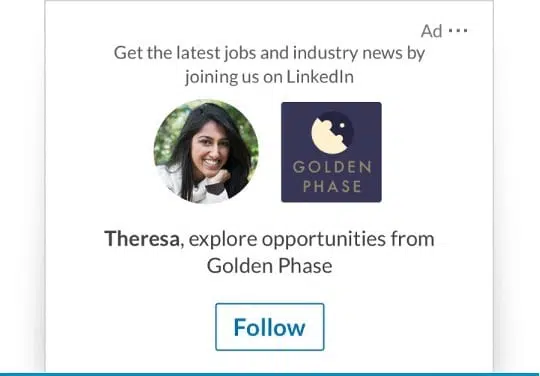 Ad ...
Get the latest jobs and industry news by
joining us on LinkedIn
GOLDEN
PHASE
Theresa, explore opportunities from
Golden Phase
Follow